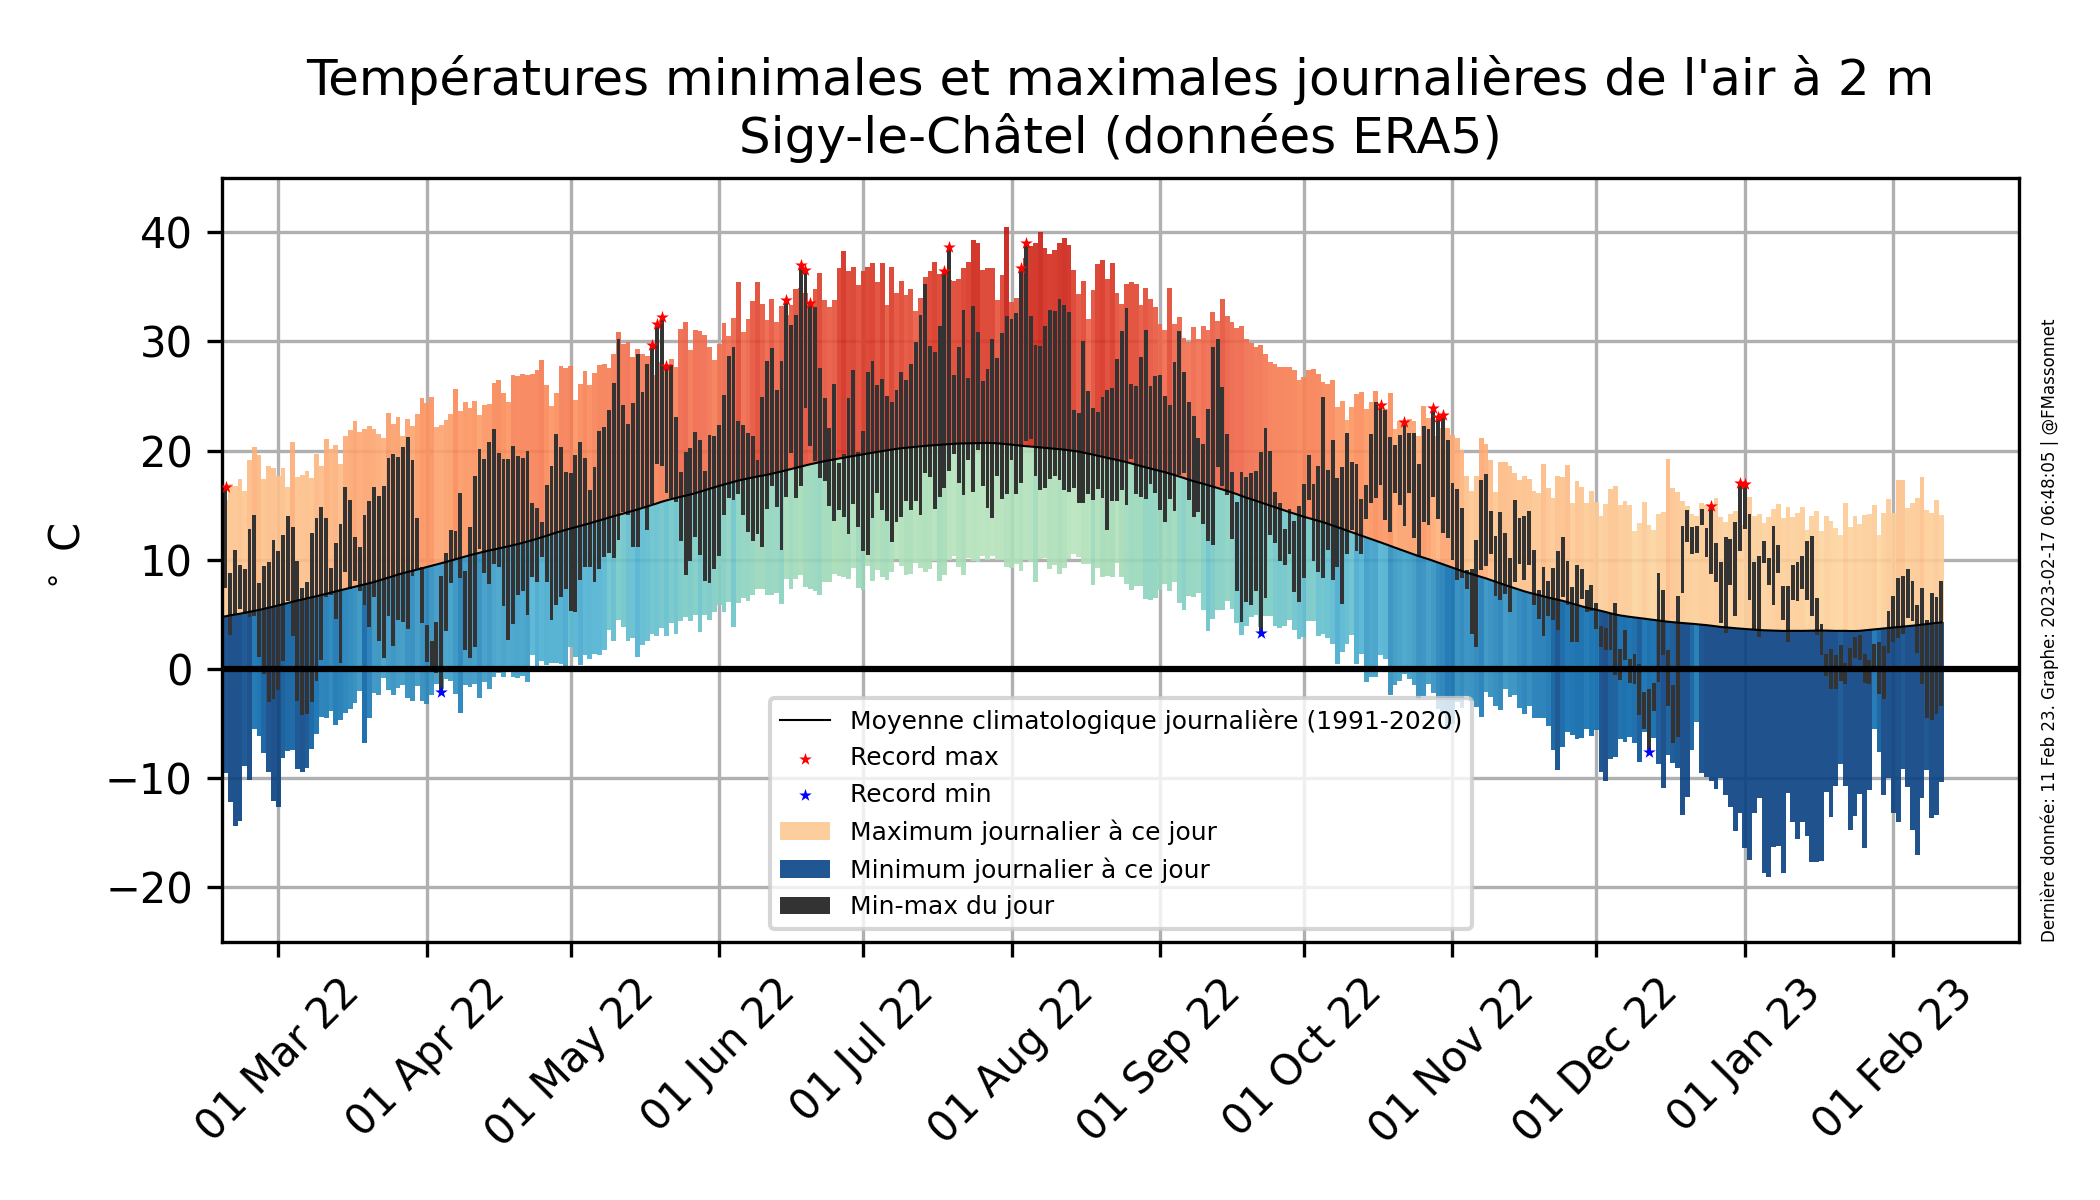 Températures minimales et maximales journalières de l'air à 2 m
Sigy-le-Châtel (données ERA5)
° C
40
30
20
10
0
−10
−20
Moyenne climatologique journalière (1991-2020)
Record max
Record min
Maximum journalier à ce jour
Minimum journalier à ce jour
Min-max du jour
01 Mar 22
01 Apr 22
01 May 22
01 Jun 22
01 Jul 22
01 Aug 22
01 Sep 22
01 Oct 22
01 Nov 22
01 Dec 22
01 Jan 23
01 Feb 23
Dernière donnée: 11 Feb 23. Graphe: 2023-02-17 06:48:05 | @FMassonnet